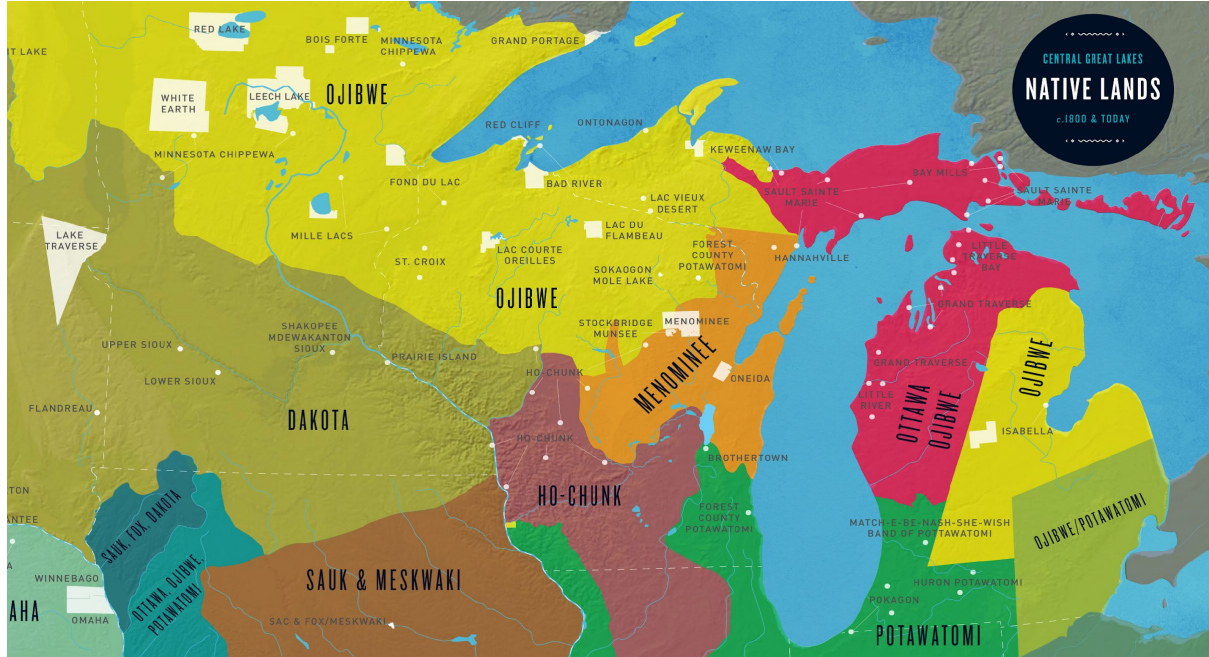 CENTRAL GREAT LAKES
NATIVE LANDS
c.1800 & TODAY
RED LAKE
BOIS FORTE
MINNESOTA
CHIPPEWA
GRAND PORTAGE
IT LAKE
WHITE
EARTH
LEECH LAKE
OJIBWE
MINNESOTA CHIPPEWA
FOND DU LAC
RED CLIFF
ONTONAGON
BAD RIVER
KEWEENAW BAY
LAC VIEUX
DESERT
SAULT SAINTE
MARIE
BAY MILLS
SAULT SAINTE
MARIE
LAKE
TRAVERSE
MILLE LACS
ST. CROIX
LAC COURTE
OREILLES
LAC DU
FLAMBEAU
SOKAOGON
MOLE LAKE
FOREST
COUNTY
POTAWATOMI
HANNAHVILLE
LITTLE
TRAVERSE
BAY
GRAND TRAVERSE
OJIBWE
STOCKBRIDGE
MUNSEE
MENOMINEE
MENOMINEE
ONEIDA
UPPER SIOUX
LOWER SIOUX
SHAKOPEE
MDEWAKANTON
SIOUX
PRAIRIE ISLAND
FLANDREAU
DAKOTA
HO-CHUNK
HO-CHUNK
HO-CHUNK
BROTHERTOWN
FOREST
COUNTY
POTAWATOMI
GRAND TRAVERSE
LITTLE
RIVER
OTTAWA
OJIBWE
OJIBWE
ISABELLA
OJIBWE/POTAWATOMI
MATCH-E-BE-NASH-SHE-WISH
BAND OF POTTAWATOMI
HURON POTAWATOMI
POKAGON
POTAWATOMI
TON
ANTEE
SAUK, FOX, DAKOTA
OTTAWA, OJIBWE,
POTAWATOMI
SAUK & MESKWAKI
SAC & FOX/MESKWAKI
A
WINNEBAGO
OMAHA
AHA